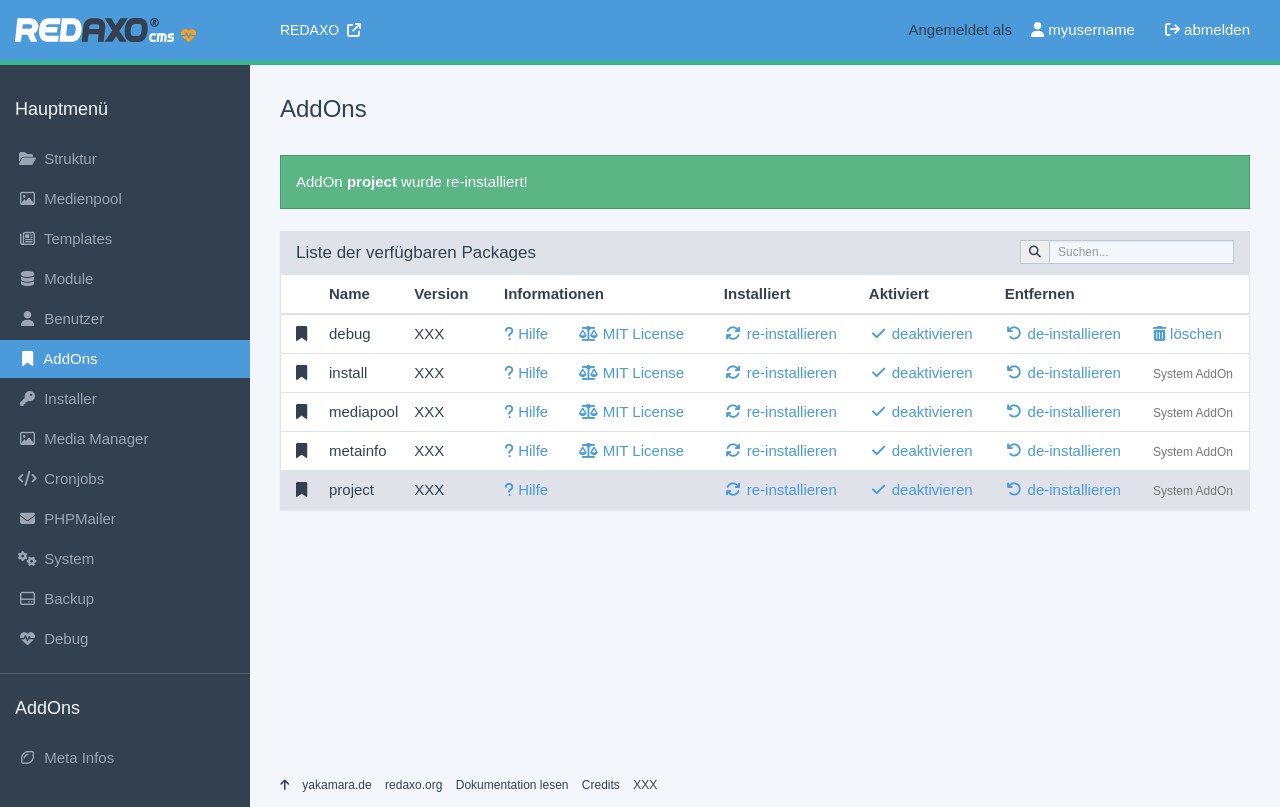 REDAXO® cms
REDAXO
Angemeldet als myusername abmelden
Hauptmenü
Struktur
Medienpool
Templates
Module
Benutzer
AddOns
Installer
Media Manager
Cronjobs
PHPMailer
System
Backup
Debug
AddOns
Meta Infos
AddOns
AddOn project wurde re-installiert!
Liste der verfügbaren Packages
Suchen...
Name Version Informationen Installiert Aktiviert Entfernen
debug XXX Hilfe MIT License re-installieren deaktivieren de-installieren löschen
install XXX Hilfe MIT License re-installieren deaktivieren de-installieren System AddOn
mediapool XXX Hilfe MIT License re-installieren deaktivieren de-installieren System AddOn
metainfo XXX Hilfe MIT License re-installieren deaktivieren de-installieren System AddOn
project XXX Hilfe re-installieren deaktivieren de-installieren System AddOn
yakamara.de redaxo.org Dokumentation lesen Credits XXX